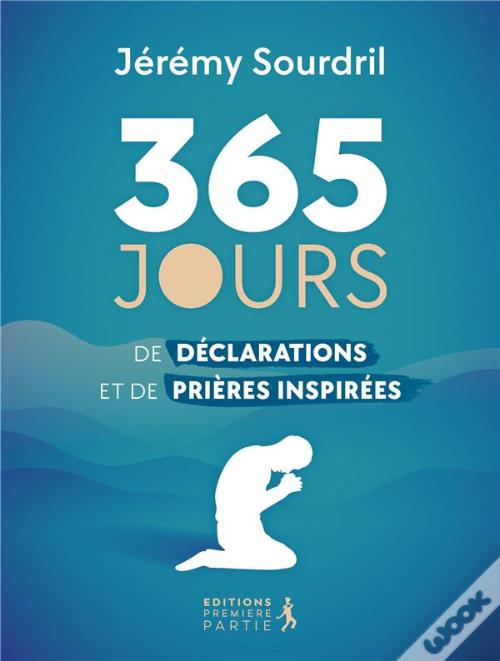 Jérémy Sourdril
365
JOURS
DE DÉCLARATIONS
ET DE PRIÈRES INSPIRÉES
EDITIONS
PREMIERE
PARTIE
wook